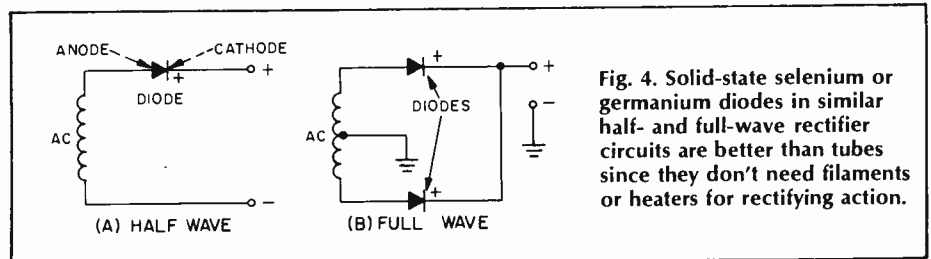 ANODE
CATHODE
+
+
DIODE
AC
-
(A) HALF WAVE
+
+
DIODES
-
AC
+
(B) FULL WAVE
Fig. 4. Solid-state selenium or
germanium diodes in similar
half- and full-wave rectifier
circuits are better than tubes
since they don't need filaments
or heaters for rectifying action.